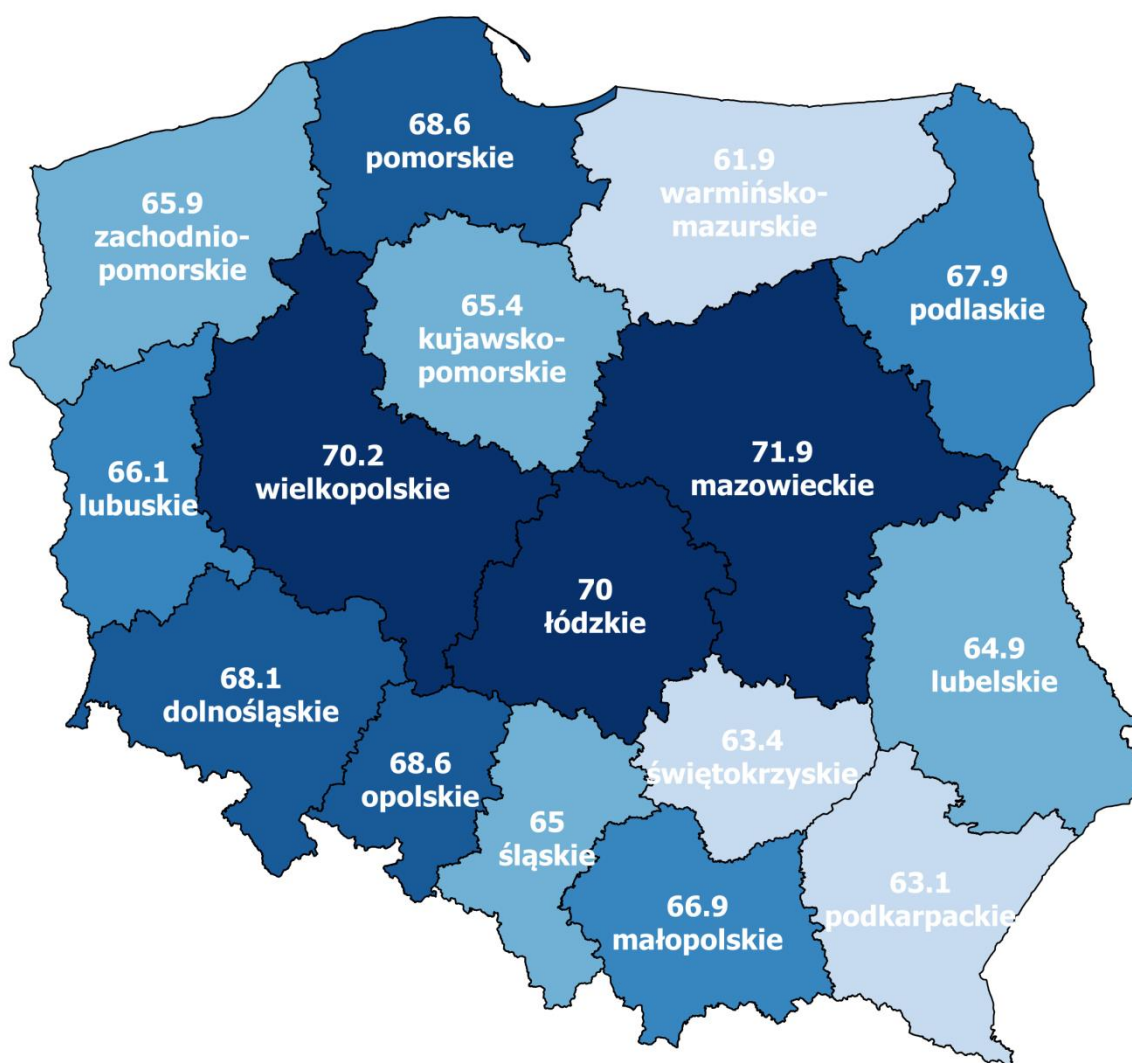 68.6
pomorskie
61.9
warmińsko-
mazurskie
65.9
zachodnio-
pomorskie
67.9
podlaskie
65.4
kujawsko-
pomorskie
70.2
wielkopolskie
71.9
mazowieckie
66.1
lubuskie
70
łódzkie
64.9
lubelskie
68.1
dolnośląskie
68.6
opolskie
63.4
świętokrzyskie
65
śląskie
66.9
małopolskie
63.1
podkarpackie